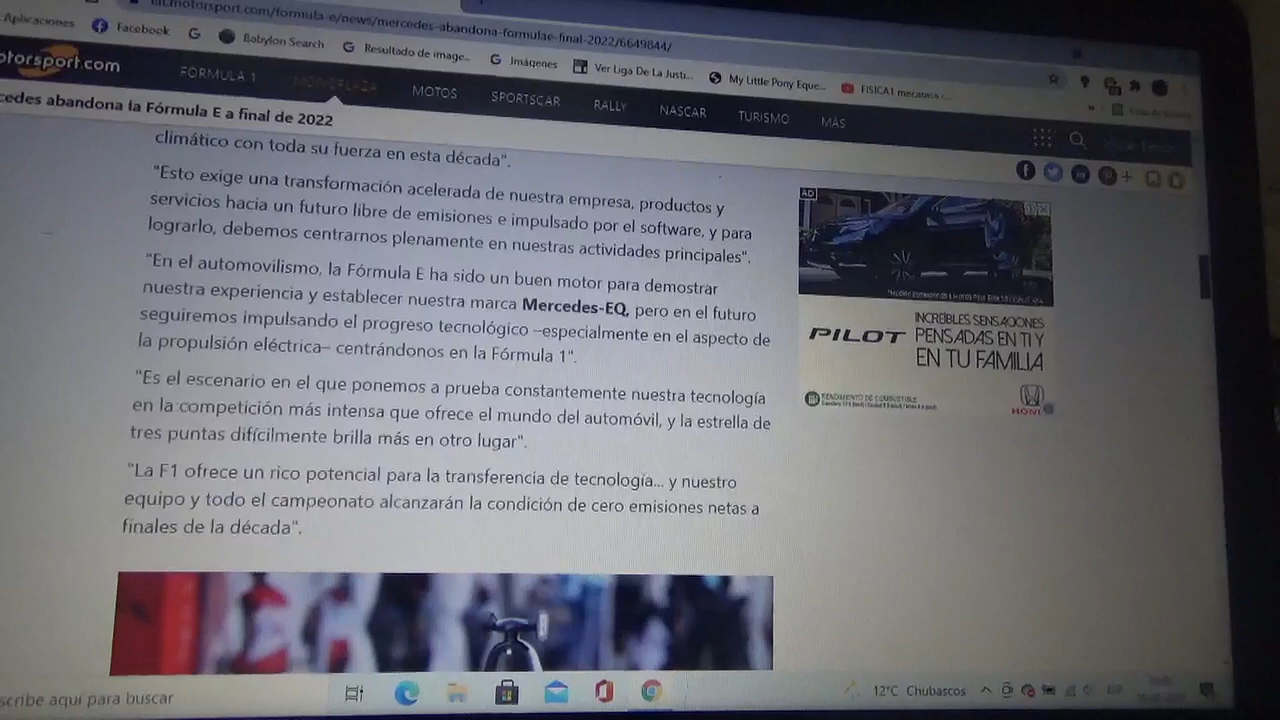 lat.motorsport.com/formula-e/news/mercedes-abandona-formulae-final-2022/6649844/
Aplicaciones Facebook Babylon Search Resultado de image... Imágenes Ver Liga De La Justi... My Little Pony Eque... FISICA1 mecanica
otorsport.com FORMULA 1 MONOPLAZA MOTOS SPORTSCAR RALLY NASCAR TURISMO MÁS
cedes abandona la Fórmula E a final de 2022
climático con toda su fuerza en esta década".
"Esto exige una transformación acelerada de nuestra empresa, productos y
servicios hacia un futuro libre de emisiones e impulsado por el software, y para
lograrlo, debemos centrarnos plenamente en nuestras actividades principales".
"En el automovilismo, la Fórmula E ha sido un buen motor para demostrar
nuestra experiencia y establecer nuestra marca Mercedes-EQ, pero en el futuro
seguiremos impulsando el progreso tecnológico –especialmente en el aspecto de
la propulsión eléctrica– centrándonos en la Fórmula 1".
"Es el escenario en el que ponemos a prueba constantemente nuestra tecnología
en la competición más intensa que ofrece el mundo del automóvil, y la estrella de
tres puntas difícilmente brilla más en otro lugar".
"La F1 ofrece un rico potencial para la transferencia de tecnología... y nuestro
equipo y todo el campeonato alcanzarán la condición de cero emisiones netas a
finales de la década".
AD
PILOT
INCREÍBLES SENSACIONES
PENSADAS EN TI Y
EN TU FAMILIA
RENDIMIENTO DE COMBUSTIBLE
scribe aquí para buscar
12°C Chubascos